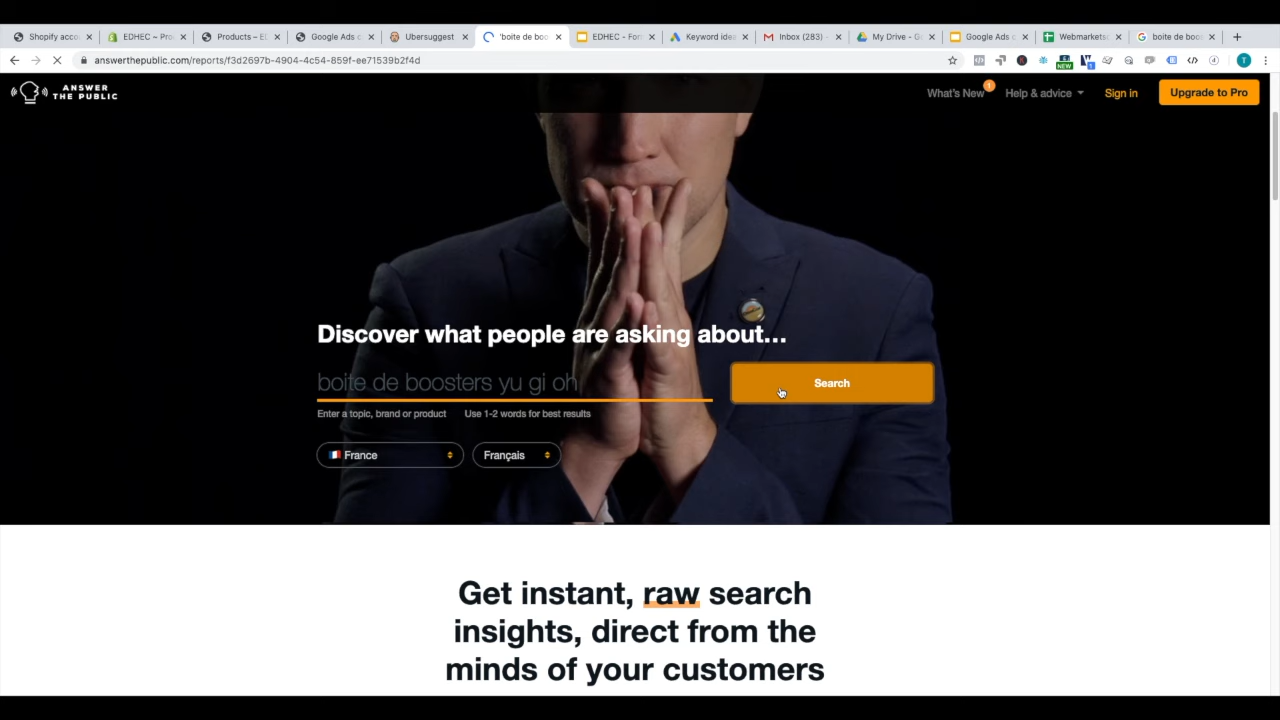 Shopify acco
EDHEC ~ Pro
Products ~ E
Google Ads c
Ubersuggest
'boite de boo
EDHEC - For
Keyword idea
Inbox (283) -
My Drive - G
Google Ads c
Webmarketi
boite de boo
answerthepublic.com/reports/f3d2697b-4904-4c54-859f-ee71539b2f4d
NEW
T
ANSWER
THE PUBLIC
What's New
1
Help & advice
Sign in
Upgrade to Pro
Discover what people are asking about...
boite de boosters yu gi oh
Search
Enter a topic, brand or product
Use 1-2 words for best results
France
Français
Get instant, raw search
insights, direct from the
minds of your customers